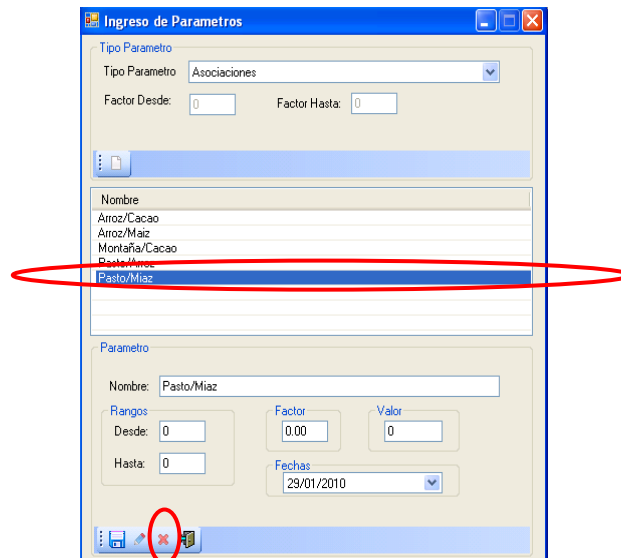 Ingreso de Parametros
Tipo Parametro
Tipo Parametro Asociaciones
Factor Desde: 0 Factor Hasta: 0
Nombre
Arroz/Cacao
Arroz/Maiz
Montaña/Cacao
Pasto/Arroz
Pasto/Miaz
Parametro
Nombre: Pasto/Miaz
Rangos Factor Valor
Desde: 0 0.00 0
Hasta: 0 Fechas
29/01/2010